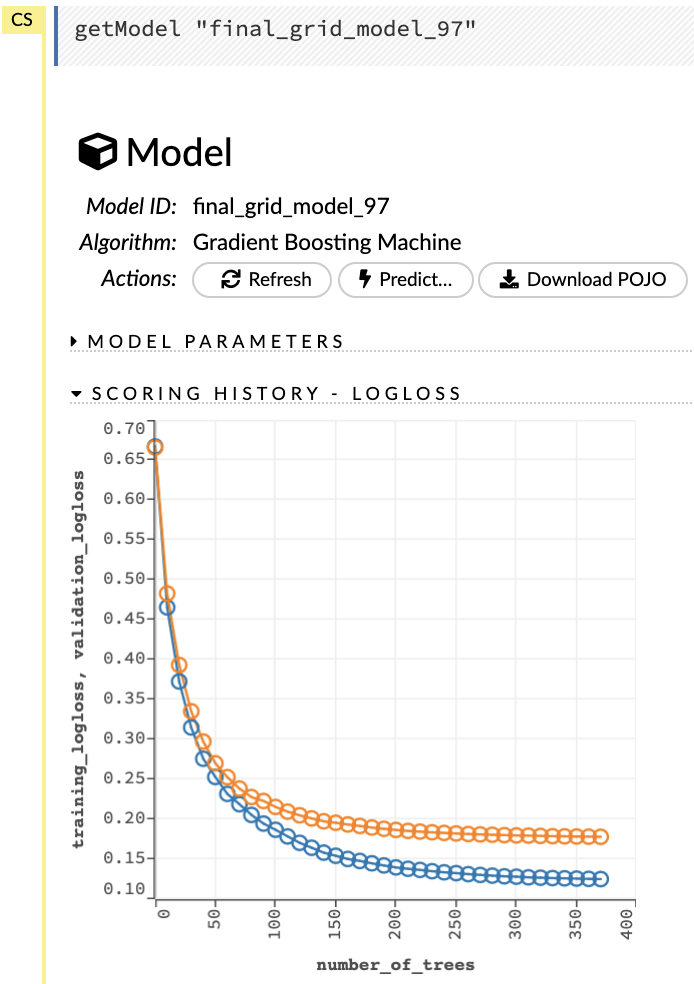 CS
getModel "final_grid_model_97"
Model
Model ID: final_grid_model_97
Algorithm: Gradient Boosting Machine
Actions: Refresh Predict... Download POJO
MODEL PARAMETERS
SCORING HISTORY - LOGLOSS
training_logloss, validation_logloss
0.70
0.65
0.60
0.55
0.50
0.45
0.40
0.35
0.30
0.25
0.20
0.15
0.10
0 50 100 150 200 250 300 350 400
number_of_trees